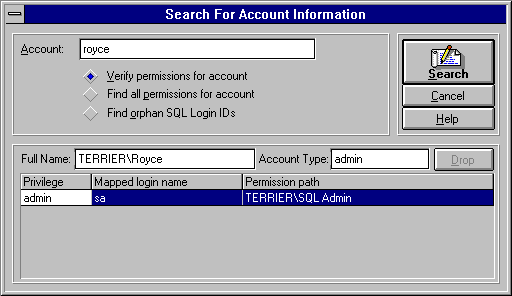 Search For Account Information
Account: royce
Verify permissions for account
Find all permissions for account
Find orphan SQL Login IDs
Search
Cancel
Help
Full Name: TERRIER\Royce Account Type: admin Drop
Privilege Mapped login name Permission path
admin sa TERRIER\SQL Admin